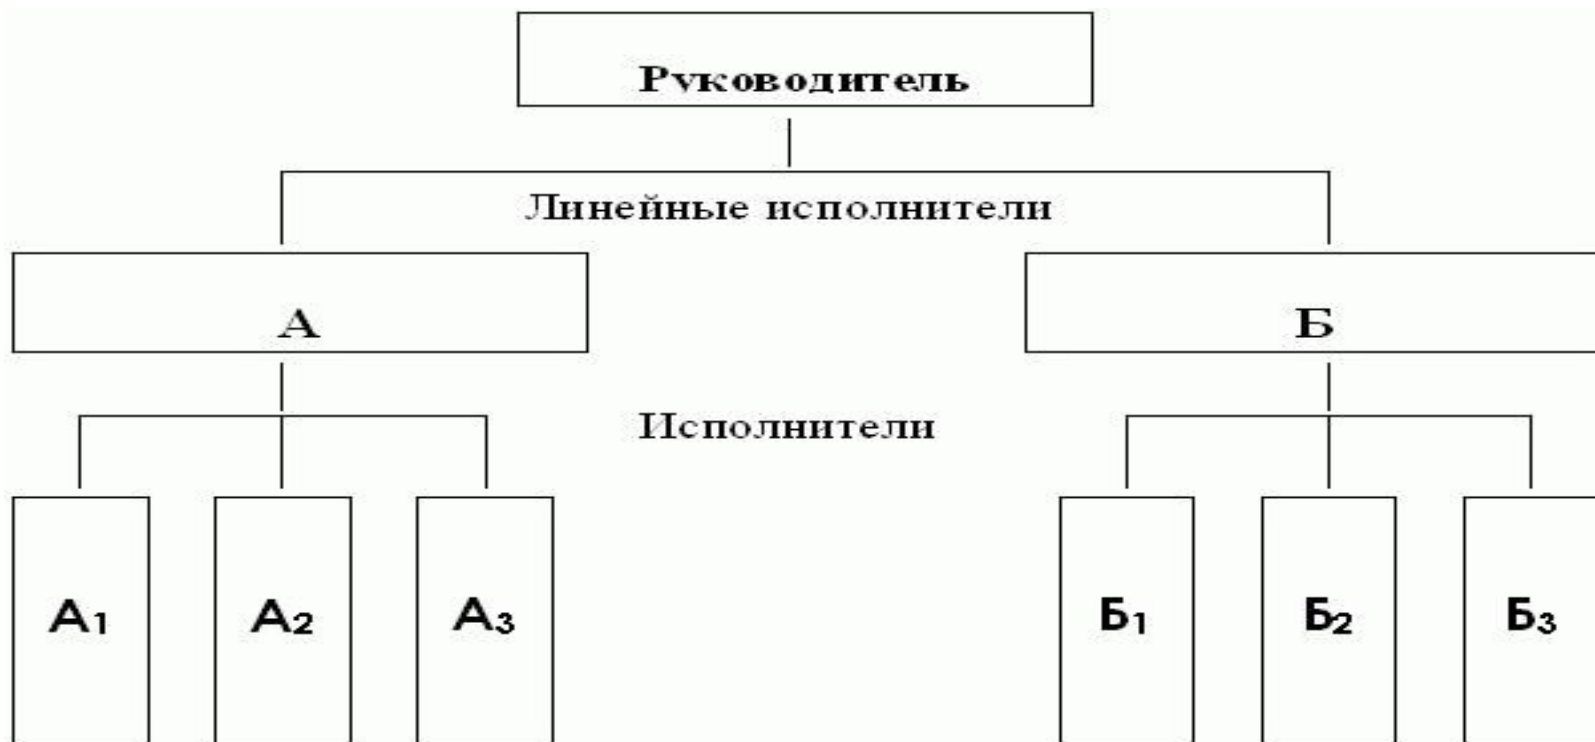 Руководитель
Линейные исполнители
А
Б
Исполнители
А1
А2
А3
Б1
Б2
Б3